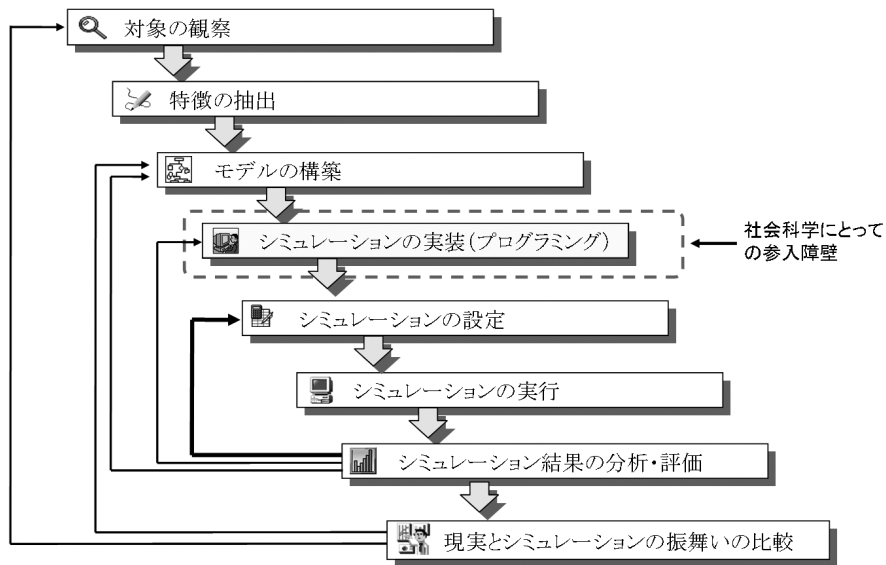 対象の観察
特徴の抽出
モデルの構築
シミュレーションの実装(プログラミング)
社会科学にとって
の参入障壁
シミュレーションの設定
シミュレーションの実行
シミュレーション結果の分析・評価
現実とシミュレーションの振舞いの比較